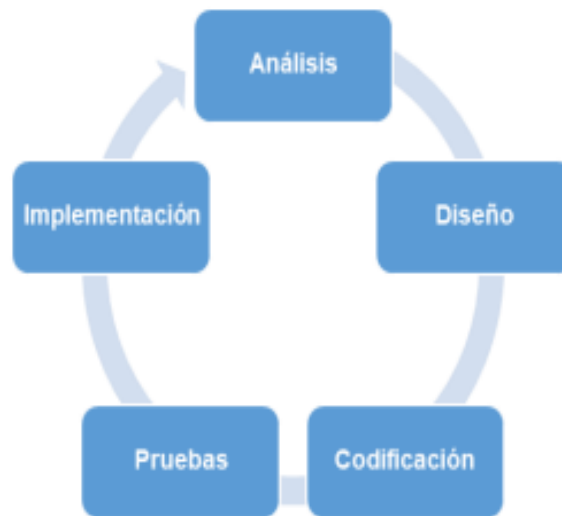 Análisis
Diseño
Codificación
Pruebas
Implementación